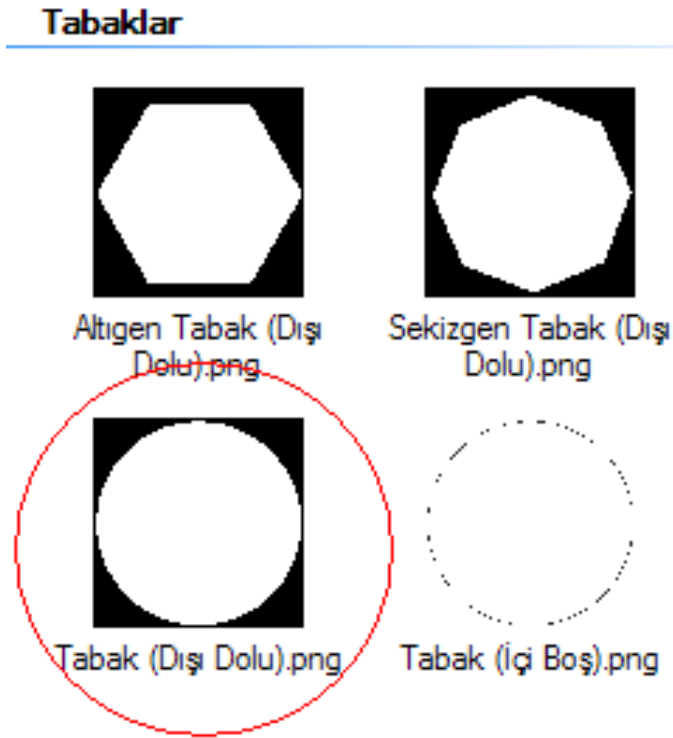 Tabaklar
Altıgen Tabak (Dışı
Dolu).png
Sekizgen Tabak (Dışı
Dolu).png
Tabak (Dışı Dolu).png
Tabak (İçi Boş).png